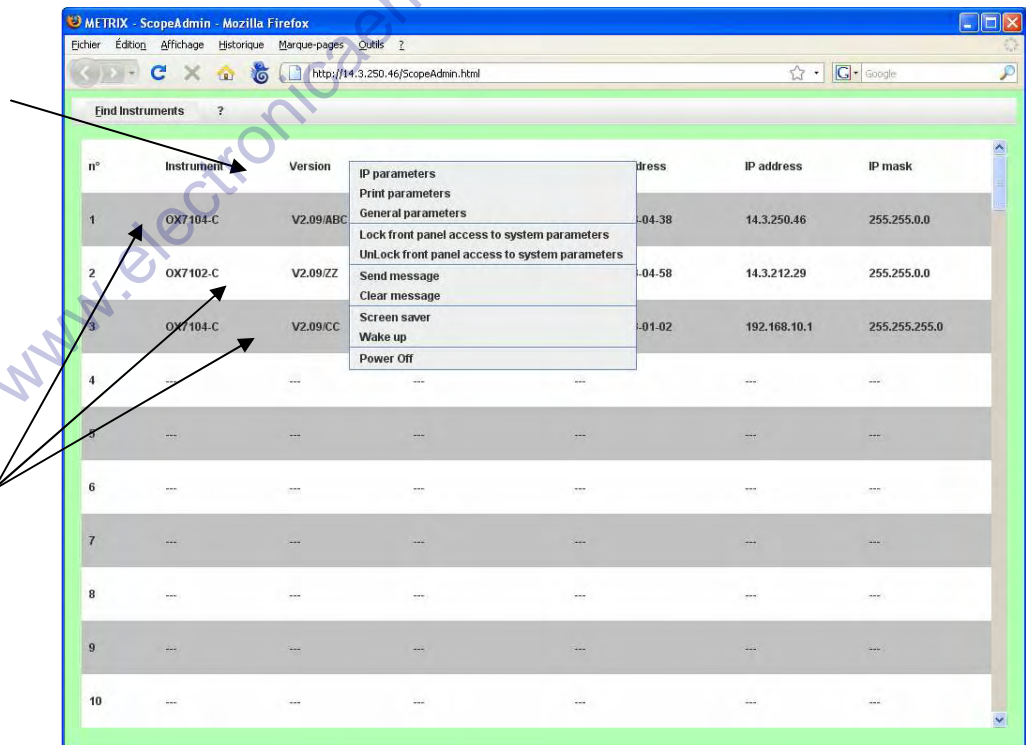 METRIX - ScopeAdmin - Mozilla Firefox
Fichier Édition Affichage Historique Marque-pages Outils ?
http://14.3.250.46/ScopeAdmin.html G Google
Find Instruments ?
n° Instrument Version dress IP address IP mask
IP parameters
Print parameters
General parameters
Lock front panel access to system parameters
UnLock front panel access to system parameters
Send message
Clear message
Screen saver
Wake up
Power Off
1 OX7104-C V2.09/ABC -04-38 14.3.250.46 255.255.0.0
2 OX7102-C V2.09/ZZ -04-58 14.3.212.29 255.255.0.0
3 OX7104-C V2.09/CC -01-02 192.168.10.1 255.255.255.0
4 --- --- --- --- --- ---
5 --- --- --- --- --- ---
6 --- --- --- --- --- ---
7 --- --- --- --- --- ---
8 --- --- --- --- --- ---
9 --- --- --- --- --- ---
10 --- --- --- --- --- ---
www.electronicaen